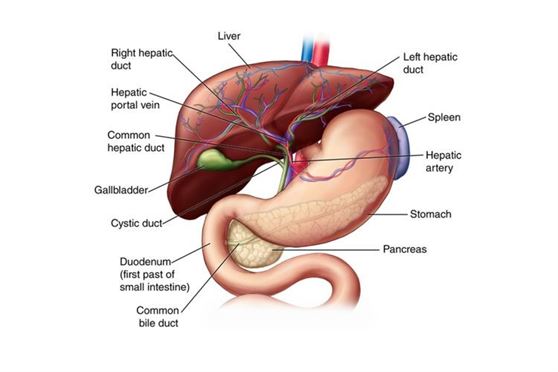 Liver
Right hepatic
duct
Left hepatic
duct
Hepatic
portal vein
Spleen
Common
hepatic duct
Hepatic
artery
Gallbladder
Stomach
Cystic duct
Pancreas
Duodenum
(first past of
small intestine)
Common
bile duct